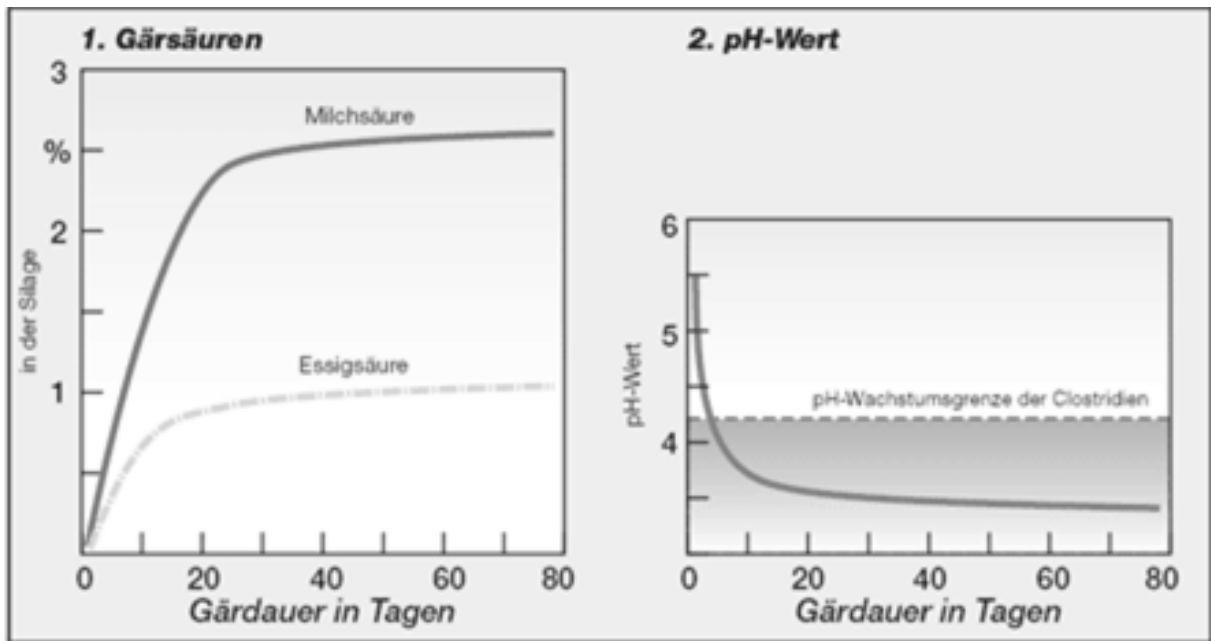 1. Gärsäuren
3
Milchsäure
%
2
in der Silage
Essigsäure
1
0 20 40 60 80
Gärdauer in Tagen
2. pH-Wert
6
5
pH-Wert
pH-Wachstumsgrenze der Clostridien
4
0 20 40 60 80
Gärdauer in Tagen